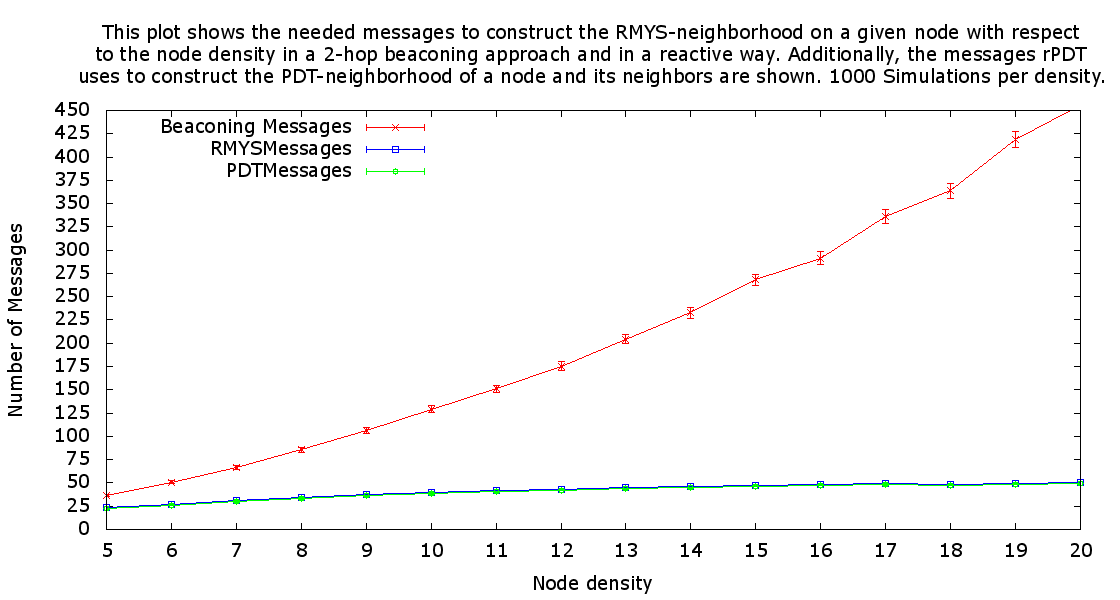 This plot shows the needed messages to construct the RMYS-neighborhood on a given node with respect
to the node density in a 2-hop beaconing approach and in a reactive way. Additionally, the messages rPDT
uses to construct the PDT-neighborhood of a node and its neighbors are shown. 1000 Simulations per density.
450
425
400
375
350
325
300
275
250
225
200
175
150
125
100
75
50
25
0
Number of Messages
Beaconing Messages
RMYSMessages
PDTMessages
5 6 7 8 9 10 11 12 13 14 15 16 17 18 19 20
Node density